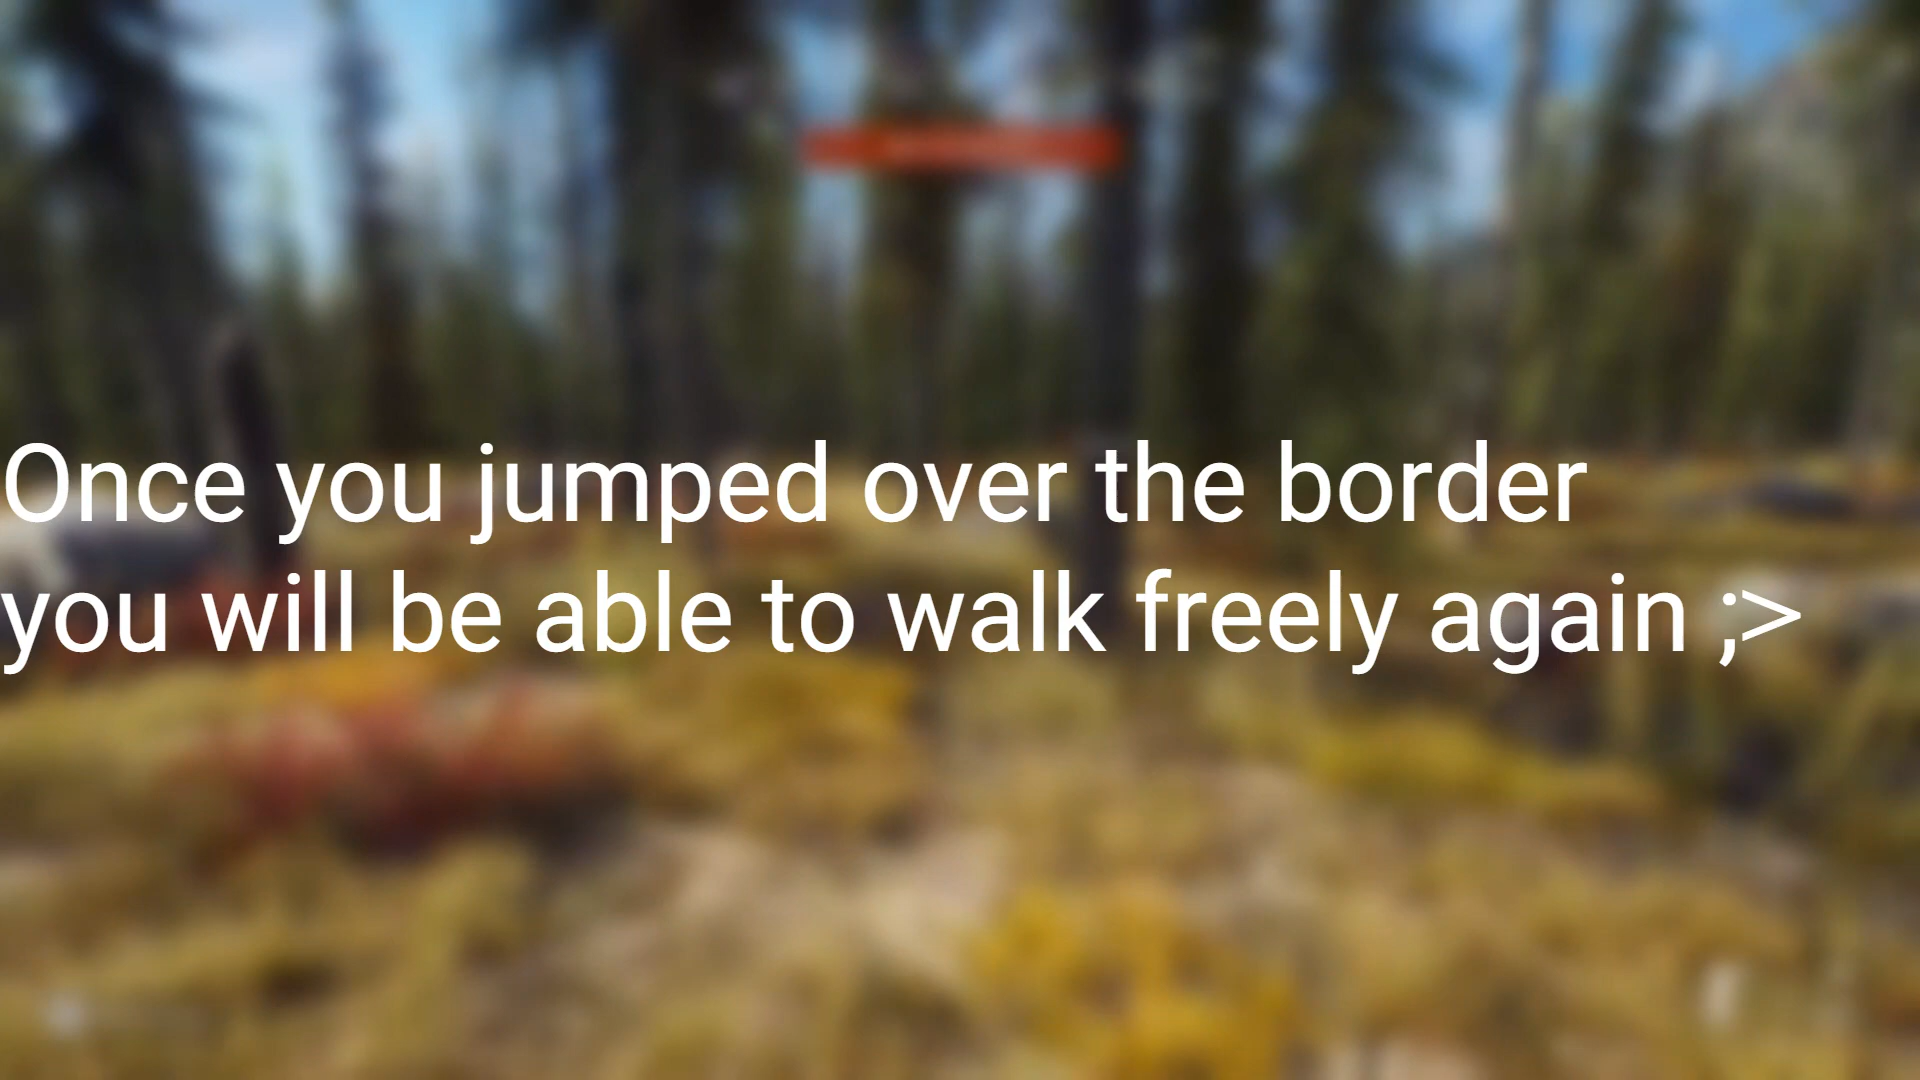 Once you jumped over the border
you will be able to walk freely again ;>